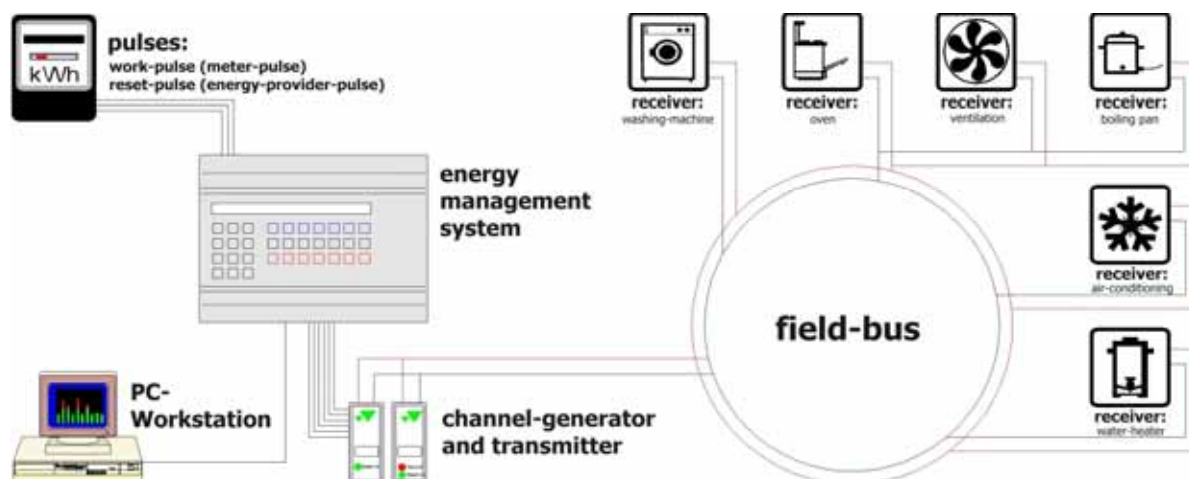 kWh
pulses:
work-pulse (meter-pulse)
reset-pulse (energy-provider-pulse)
receiver:
washing-machine
receiver:
oven
receiver:
ventilation
receiver:
boiling pan
energy
management
system
receiver:
air-conditioning
field-bus
PC-
Workstation
channel-generator
and transmitter
receiver:
water-heater